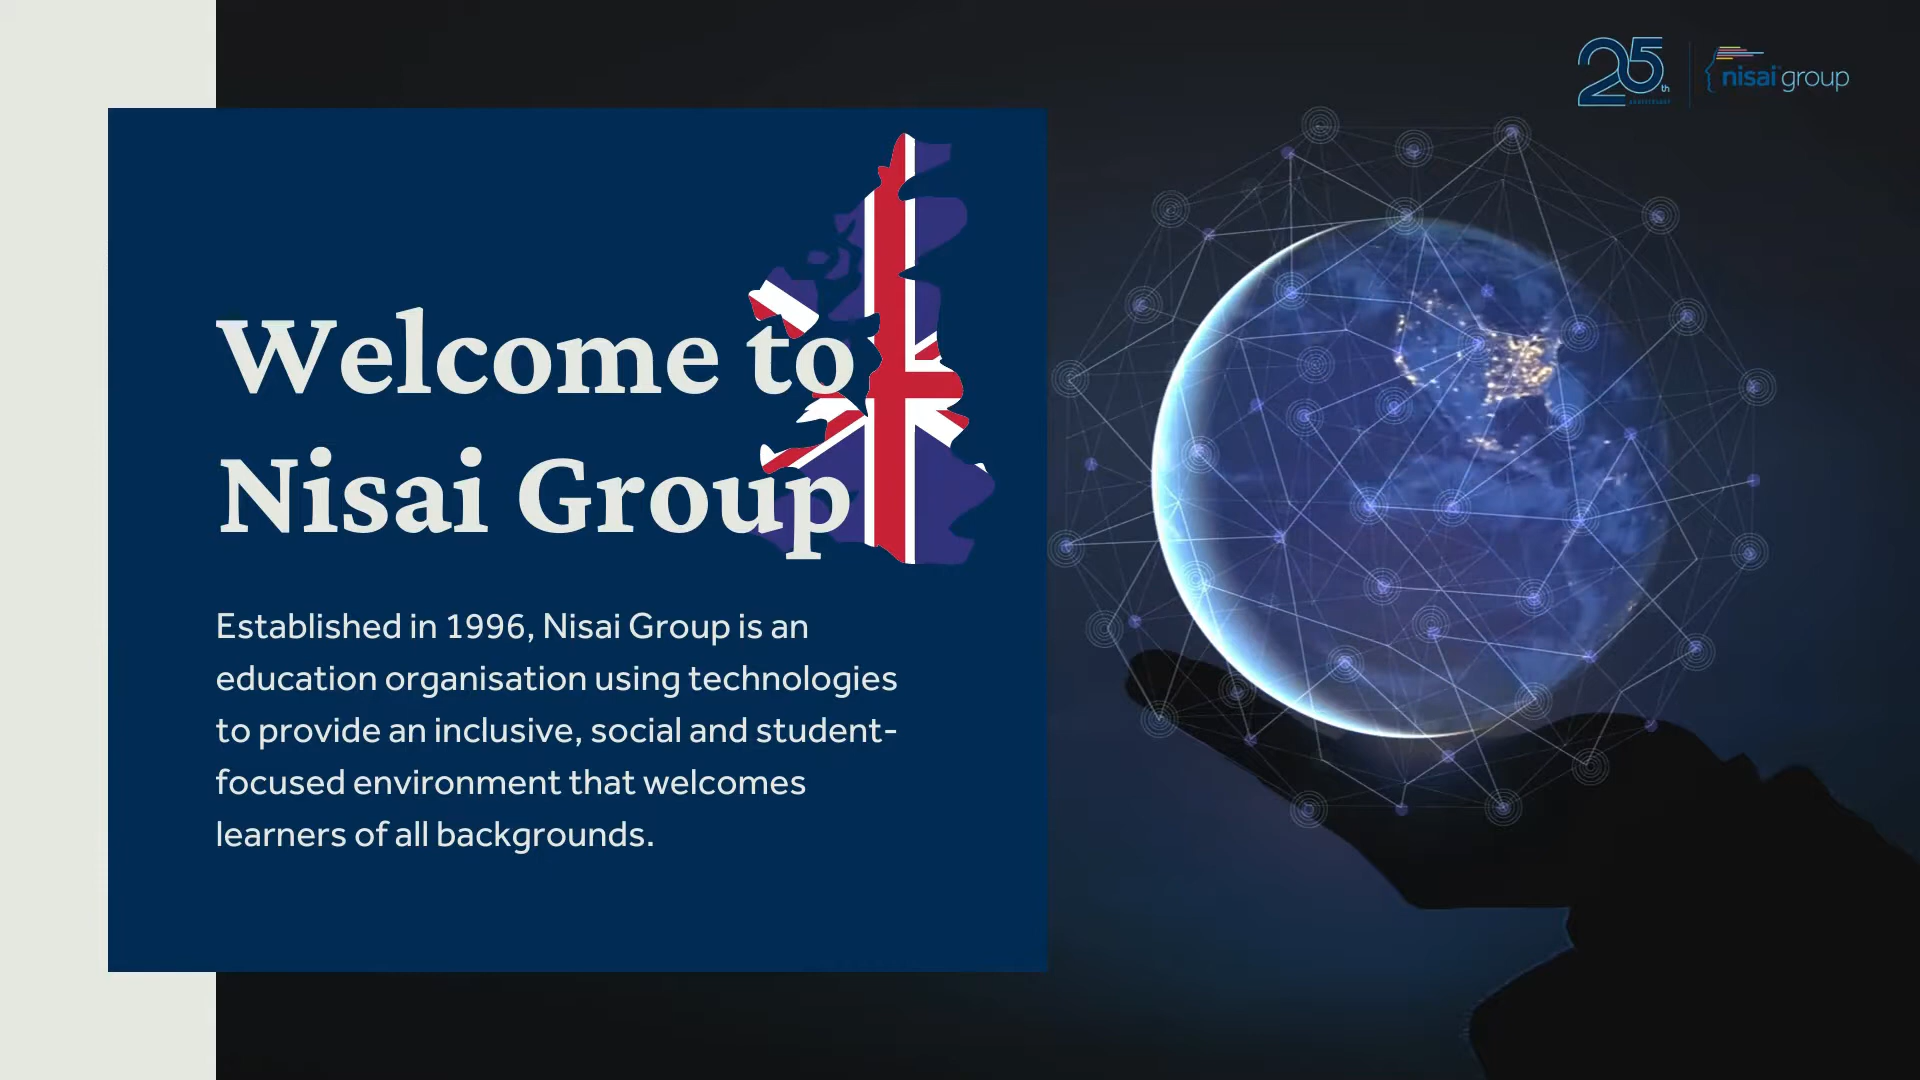 25th
ANNIVERSARY
nisai group
Welcome to
Nisai Group
Established in 1996, Nisai Group is an
education organisation using technologies
to provide an inclusive, social and student-
focused environment that welcomes
learners of all backgrounds.